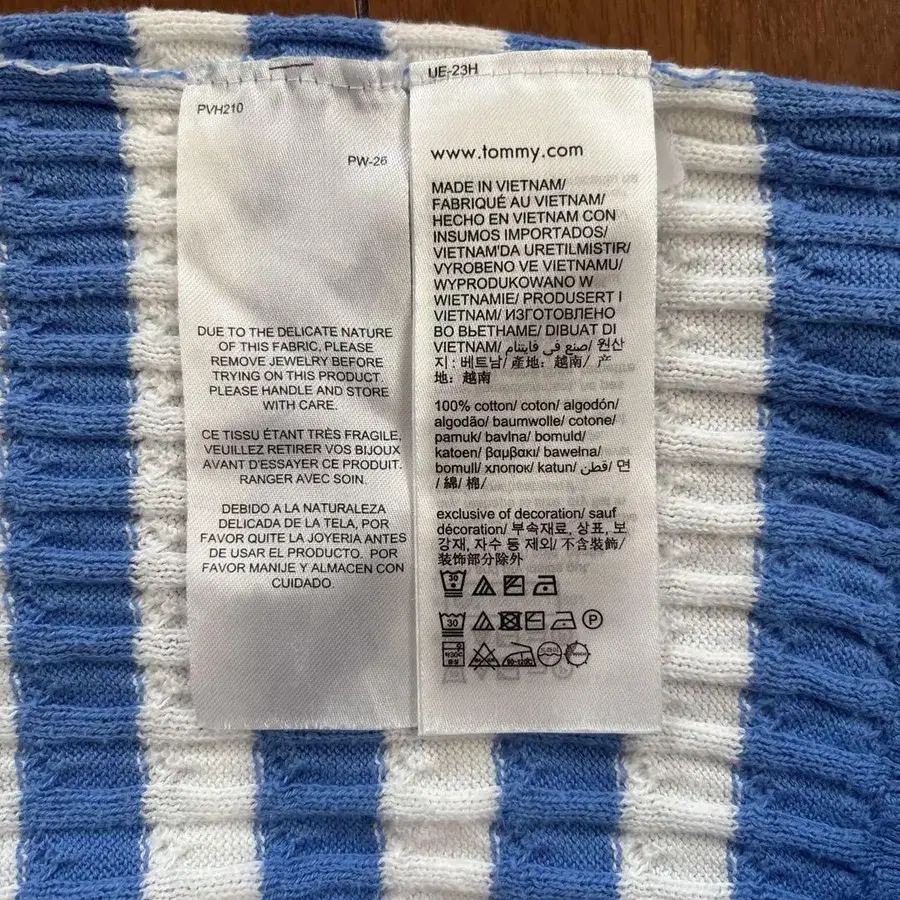 PVH210
PW-26
DUE TO THE DELICATE NATURE
OF THIS FABRIC, PLEASE
REMOVE JEWELRY BEFORE
TRYING ON THIS PRODUCT.
PLEASE HANDLE AND STORE
WITH CARE.
CE TISSU ÉTANT TRÈS FRAGILE,
VEUILLEZ RETIRER VOS BIJOUX
AVANT D'ESSAYER CE PRODUIT.
RANGER AVEC SOIN.
DEBIDO A LA NATURALEZA
DELICADA DE LA TELA, POR
FAVOR QUITE LA JOYERIA ANTES
DE USAR EL PRODUCTO. POR
FAVOR MANIJE Y ALMACEN CON
CUIDADO.
UE-23H
www.tommy.com
MADE IN VIETNAM/
FABRIQUÉ AU VIETNAM/
HECHO EN VIETNAM CON
INSUMOS IMPORTADOS/
VIETNAM'DA URETILMISTIR/
VYROBENO VE VIETNAMU/
WYPRODUKOWANO W
WIETNAMIE/ PRODUSERT I
VIETNAM/ ИЗГОТОВЛЕНО
ВО ВЬЕТНАМЕ/ DIBUAT DI
VIETNAM/ صنع في فايتنام/ 원산
지 : 베트남/ 產地: 越南/ 产
地: 越南
100% cotton/ coton/ algodón/
algodão/ baumwolle/ cotone/
pamuk/ bavlna/ bomuld/
katoen/ βαμβακι/ bawełna/
bomull/ хлопок/ katun/ قطن/ 면
/ 綿/ 棉/
exclusive of decoration/ sauf
décoration/ 부속재료, 상표, 보
강재, 자수 등 제외/ 不含裝飾/
装饰部分除外
30
30
P